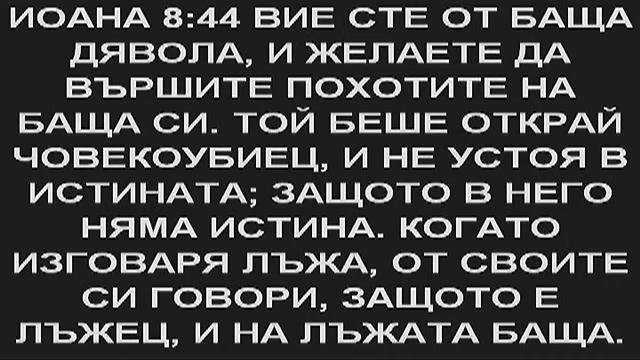 ИОАНА 8:44 ВИЕ СТЕ ОТ БАЩА
ДЯВОЛА, И ЖЕЛАЕТЕ ДА
ВЪРШИТЕ ПОХОТИТЕ НА
БАЩА СИ. ТОЙ БЕШЕ ОТКРАЙ
ЧОВЕКОУБИЕЦ, И НЕ УСТОЯ В
ИСТИНАТА; ЗАЩОТО В НЕГО
НЯМА ИСТИНА. КОГАТО
ИЗГОВАРЯ ЛЪЖА, ОТ СВОИТЕ
СИ ГОВОРИ, ЗАЩОТО Е
ЛЪЖЕЦ, И НА ЛЪЖАТА БАЩА.